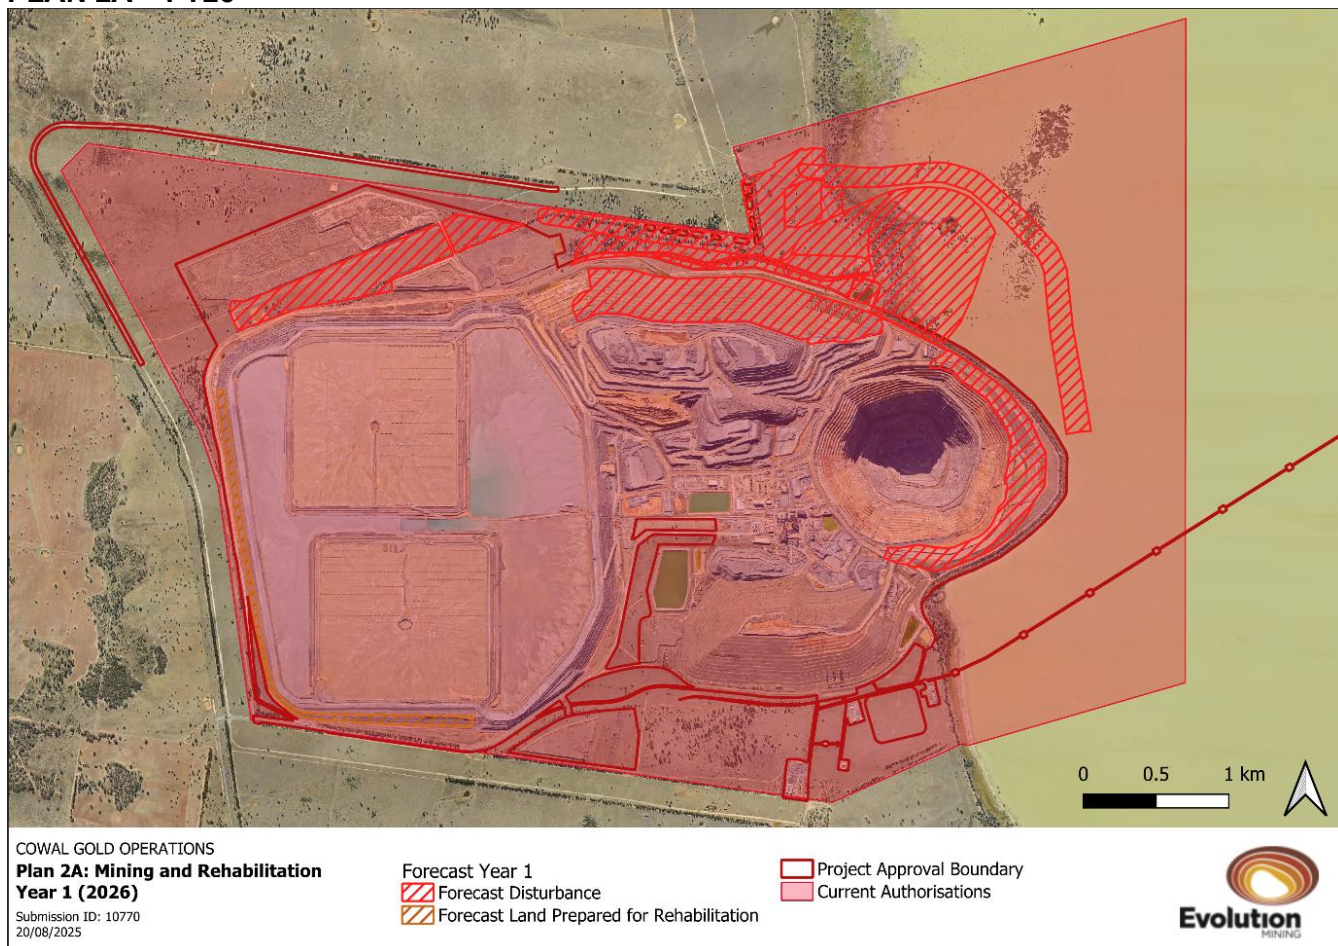 0 0.5 1 km
COWAL GOLD OPERATIONS
Plan 2A: Mining and Rehabilitation
Year 1 (2026)
Submission ID: 10770
20/08/2025
Forecast Year 1
Forecast Disturbance
Forecast Land Prepared for Rehabilitation
Project Approval Boundary
Current Authorisations
Evolution
MINING